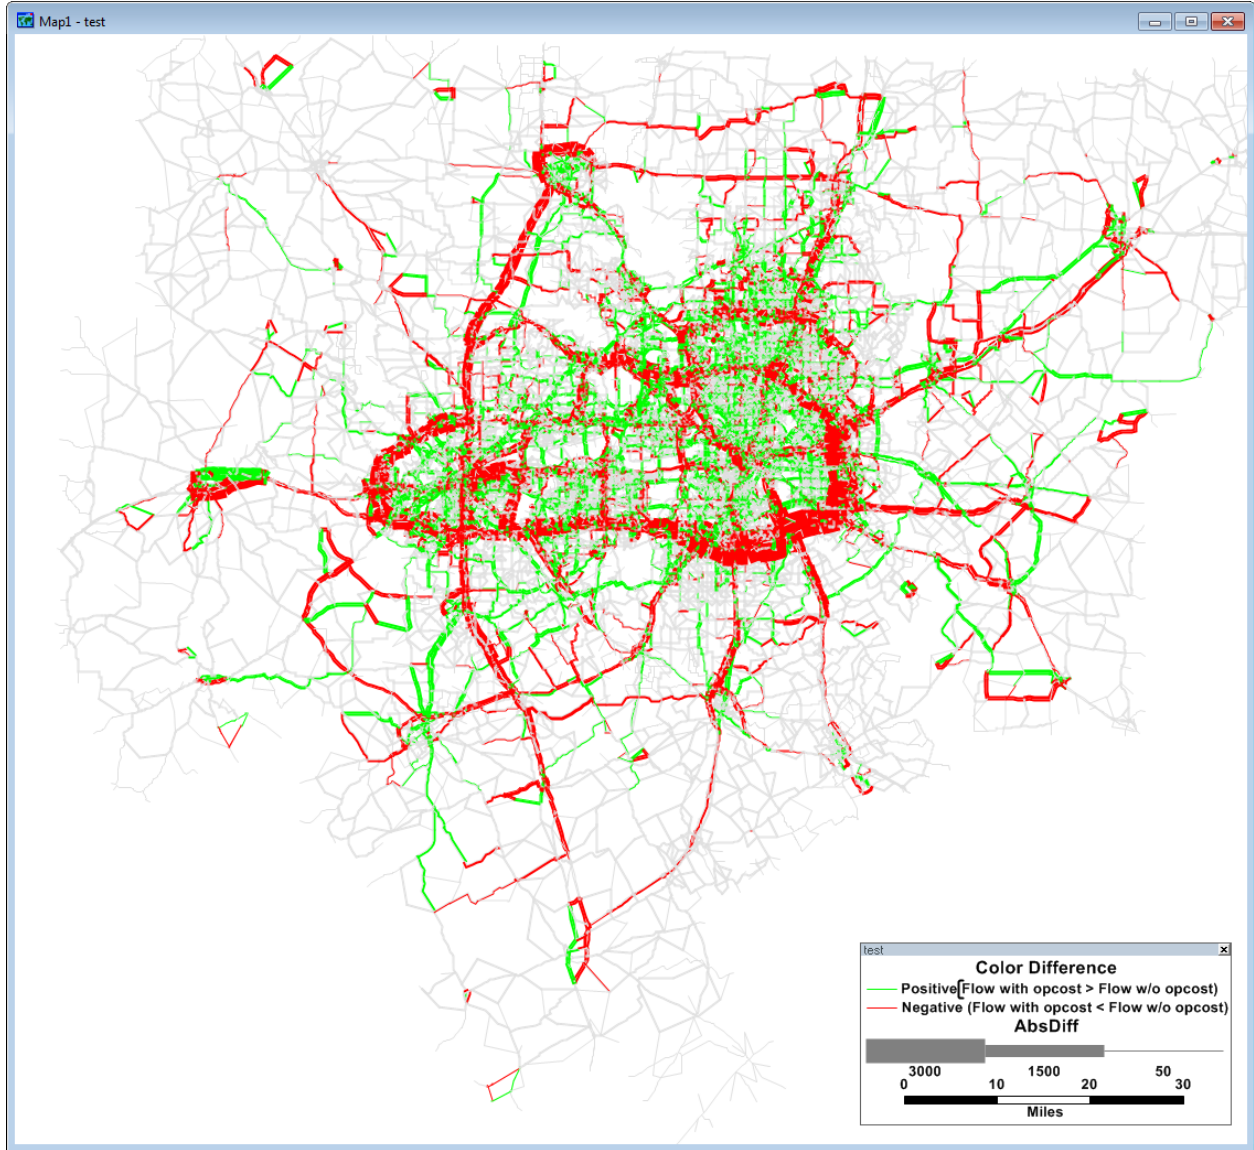 Map1 - test
test
Color Difference
Positive[Flow with opcost > Flow w/o opcost)
Negative (Flow with opcost < Flow w/o opcost)
AbsDiff
3000 1500 50
0 10 20 30
Miles